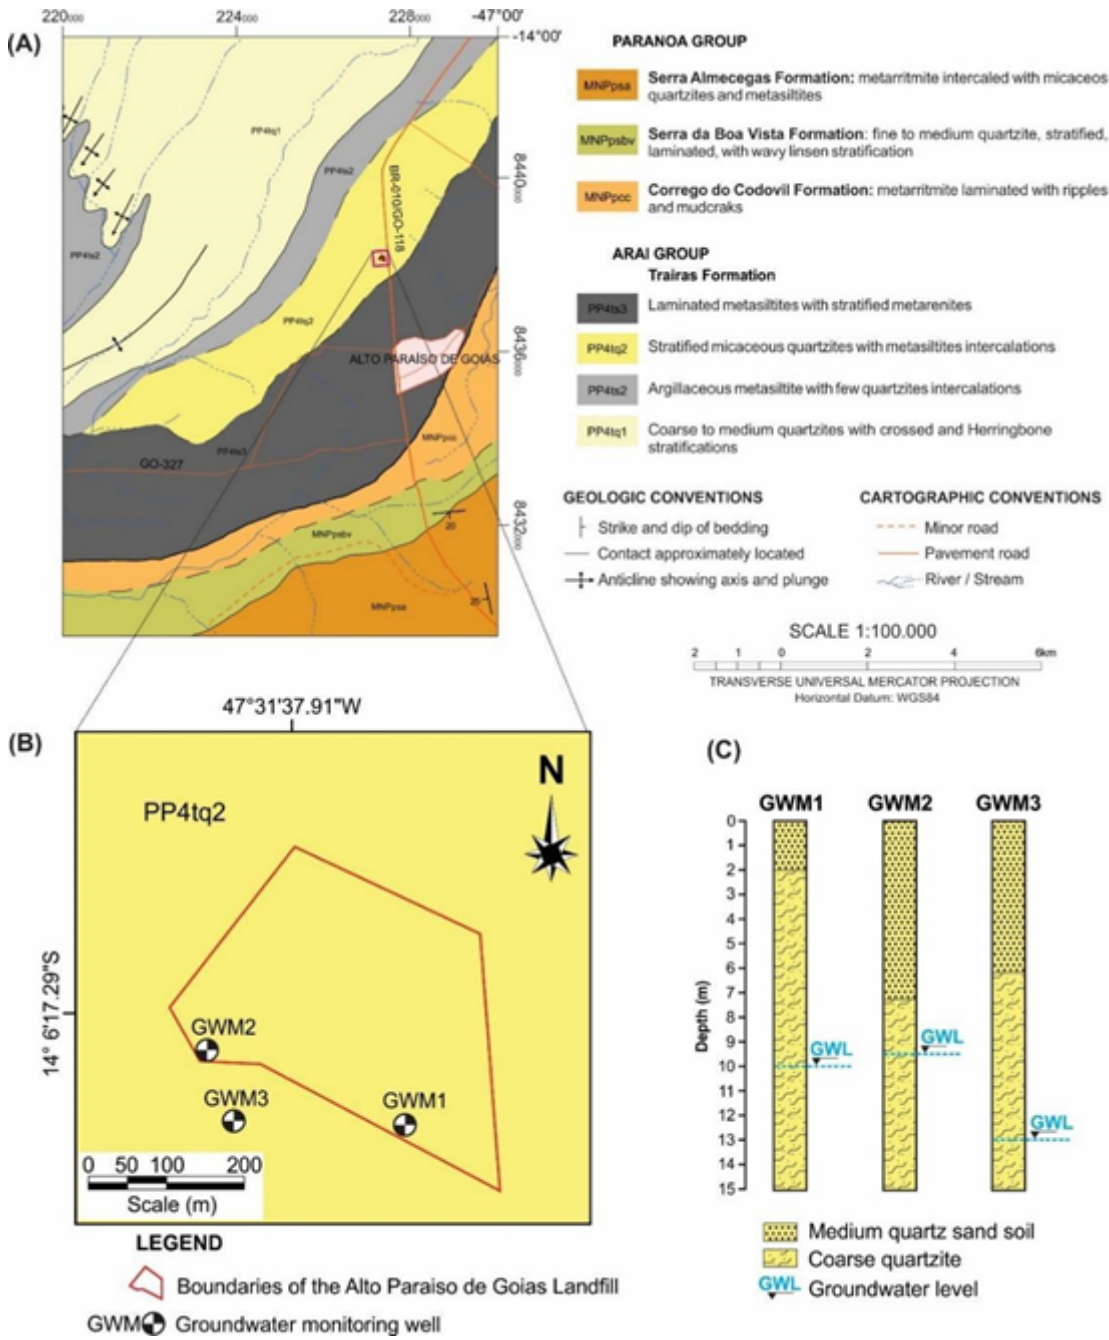 (A)
220000
224000
228000
-47°00'
-14°00'
8440000
8436000
8432000
PP4tq1
PP4ts2
PP4ts2
BR-010/GO-118
PP4tq2
ALTO PARAÍSO DE GOIAS
MNPpcc
GO-327
PP4ts3
MNPpsbv
20
MNPpsa
25
PARANOA GROUP
MNPpsa
Serra Almecegas Formation: metarritmite intercaled with micaceos
quartzites and metasiltites
MNPpsbv
Serra da Boa Vista Formation: fine to medium quartzite, stratified,
laminated, with wavy linsen stratification
MNPpcc
Corrego do Codovil Formation: metarritmite laminated with ripples
and mudcraks
ARAI GROUP
Trairas Formation
PP4ts3
Laminated metasiltites with stratified metarenites
PP4tq2
Stratified micaceous quartzites with metasiltites intercalations
PP4ts2
Argillaceous metasiltite with few quartzites intercalations
PP4tq1
Coarse to medium quartzites with crossed and Herringbone
stratifications
GEOLOGIC CONVENTIONS
Strike and dip of bedding
Contact approximately located
Anticline showing axis and plunge
CARTOGRAPHIC CONVENTIONS
Minor road
Pavement road
River / Stream
SCALE 1:100.000
2 1 0 2 4 6km
TRANSVERSE UNIVERSAL MERCATOR PROJECTION
Horizontal Datum: WGS84
(B)
47°31'37.91"W
14° 6'17.29"S
PP4tq2
N
GWM2
GWM3
GWM1
0 50 100 200
Scale (m)
LEGEND
Boundaries of the Alto Paraiso de Goias Landfill
GWM
Groundwater monitoring well
(C)
GWM1 GWM2 GWM3
Depth (m)
0
1
2
3
4
5
6
7
8
9
10
11
12
13
14
15
GWL
GWL
GWL
Medium quartz sand soil
Coarse quartzite
GWL
Groundwater level